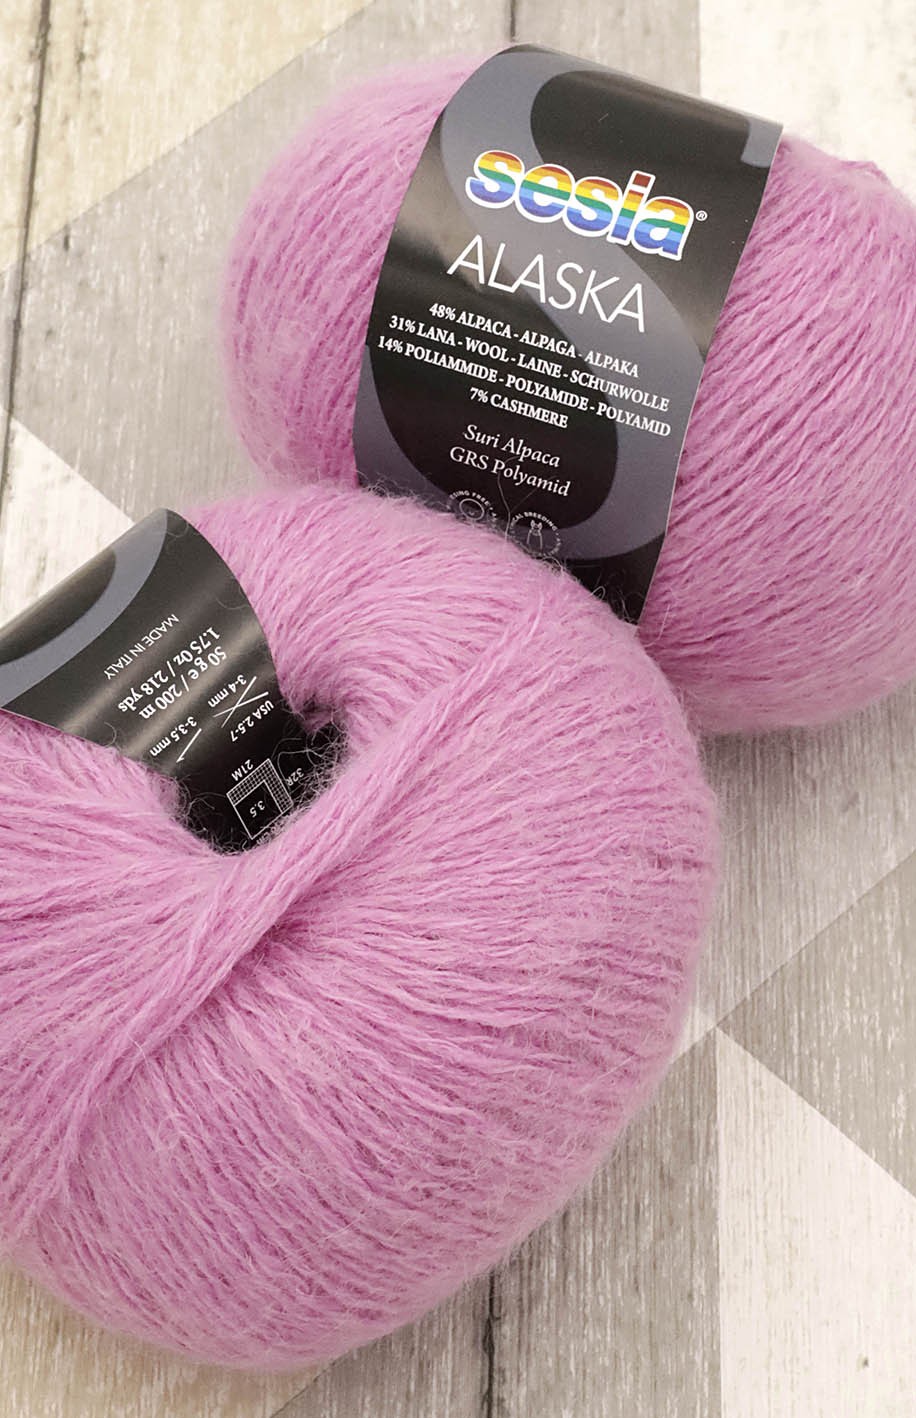 sesia®
ALASKA
48% ALPACA - ALPAGA - ALPAKA
31% LANA - WOOL - LAINE - SCHURWOLLE
14% POLIAMMIDE - POLYAMIDE - POLYAMID
7% CASHMERE
Suri Alpaca
GRS Polyamid
MADE IN ITALY
50 ge / 200 m
1.75 Oz / 218 yds
3-4 mm
USA 2.5-7
3-3,5 mm
21M
32R
3.5